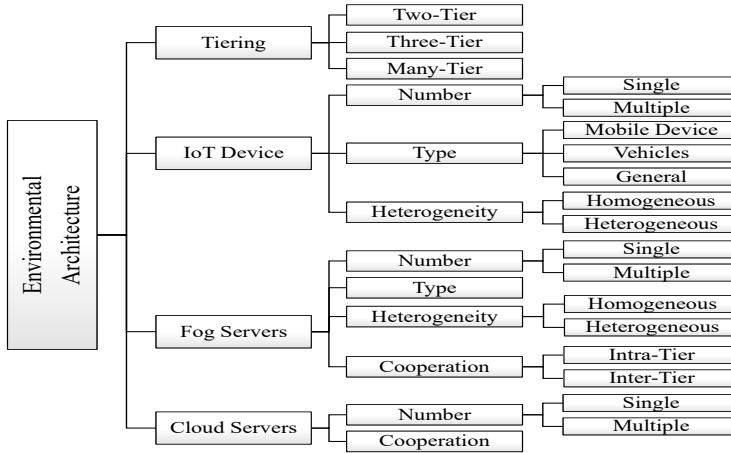 Environmental
Architecture
Tiering
Two-Tier
Three-Tier
Many-Tier
IoT Device
Number
Single
Multiple
Type
Mobile Device
Vehicles
General
Heterogeneity
Homogeneous
Heterogeneous
Fog Servers
Number
Single
Multiple
Type
Heterogeneity
Homogeneous
Heterogeneous
Cooperation
Intra-Tier
Inter-Tier
Cloud Servers
Number
Single
Multiple
Cooperation